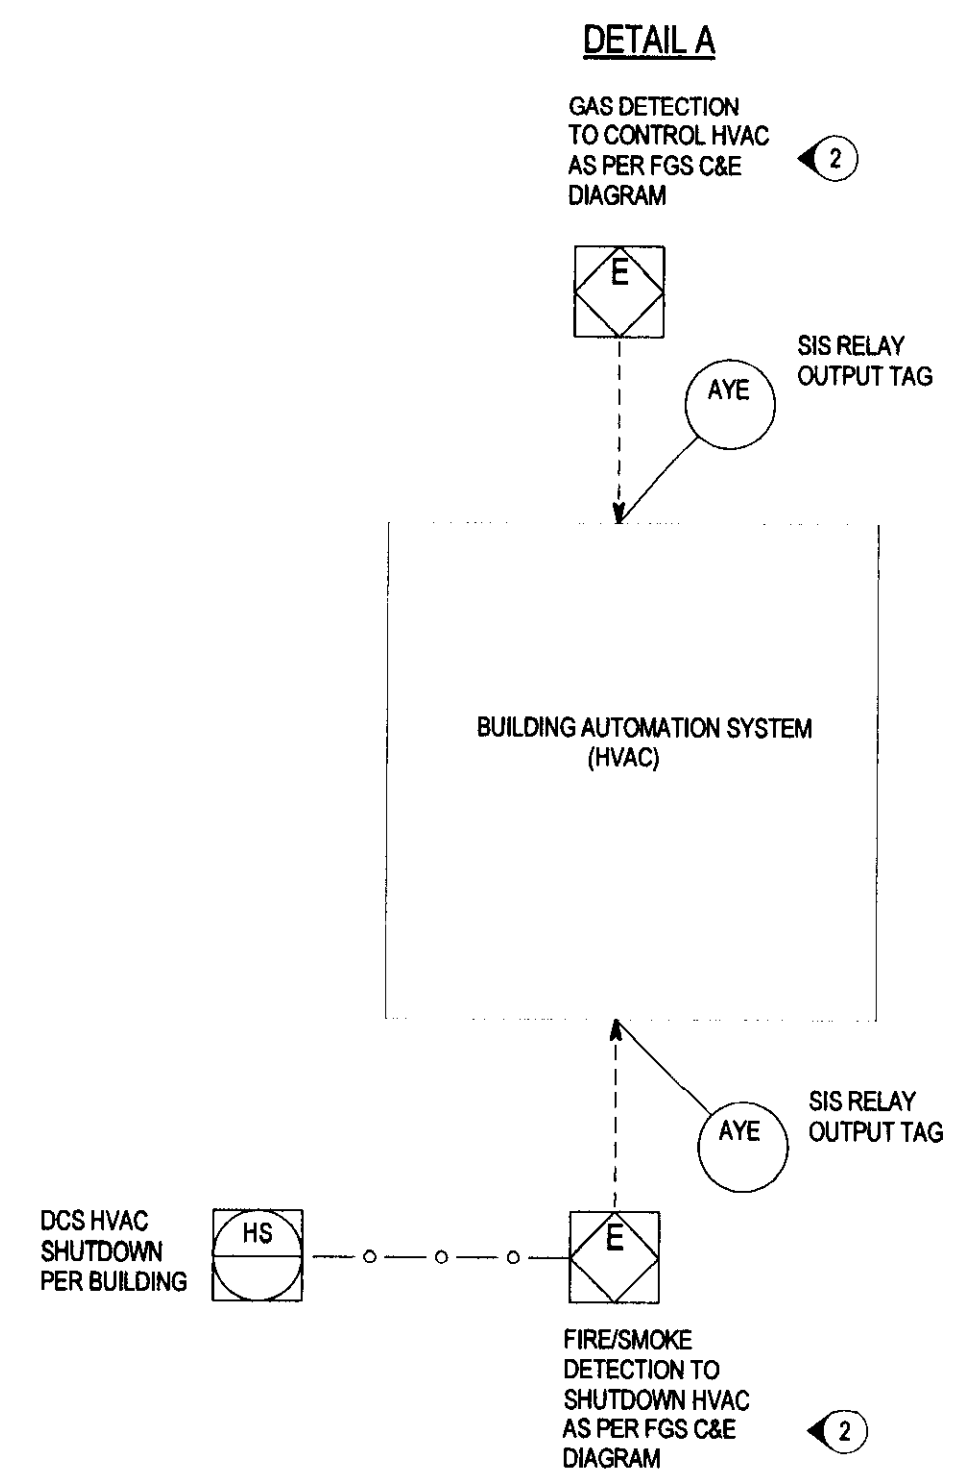 DETAIL A
GAS DETECTION
TO CONTROL HVAC
AS PER FGS C&E
DIAGRAM
2
E
SIS RELAY
OUTPUT TAG
AYE
BUILDING AUTOMATION SYSTEM
(HVAC)
SIS RELAY
OUTPUT TAG
AYE
DCS HVAC
SHUTDOWN
PER BUILDING
HS
E
FIRE/SMOKE
DETECTION TO
SHUTDOWN HVAC
AS PER FGS C&E
DIAGRAM
2